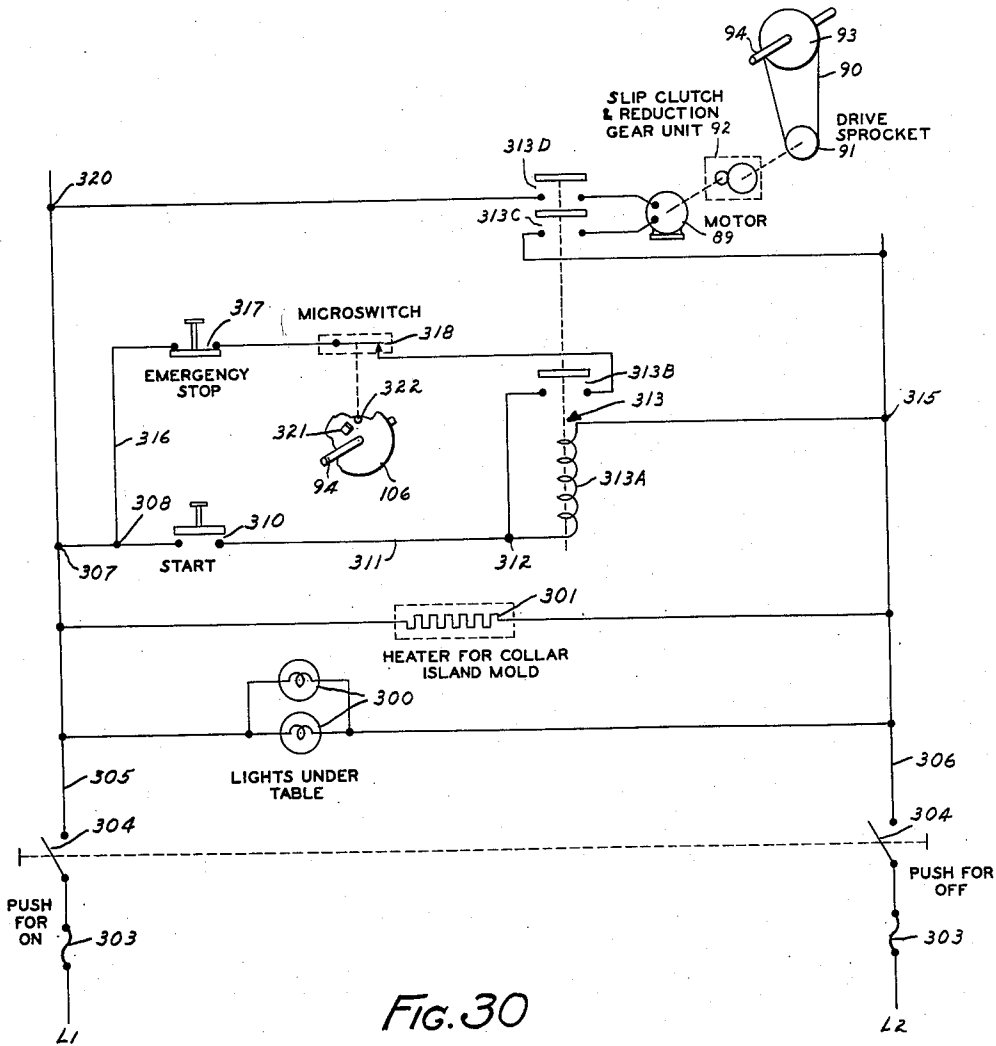 94
93
90
SLIP CLUTCH
& REDUCTION
GEAR UNIT 92
DRIVE
SPROCKET
91
313D
320
313C
MOTOR
89
317
MICROSWITCH
318
EMERGENCY
STOP
322
313B
321
313
315
316
94
106
313A
308
310
307
START
311
312
301
HEATER FOR COLLAR
ISLAND MOLD
300
305
LIGHTS UNDER
TABLE
306
304
304
PUSH
FOR
ON
PUSH FOR
OFF
303
303
L1
FIG. 30
L2